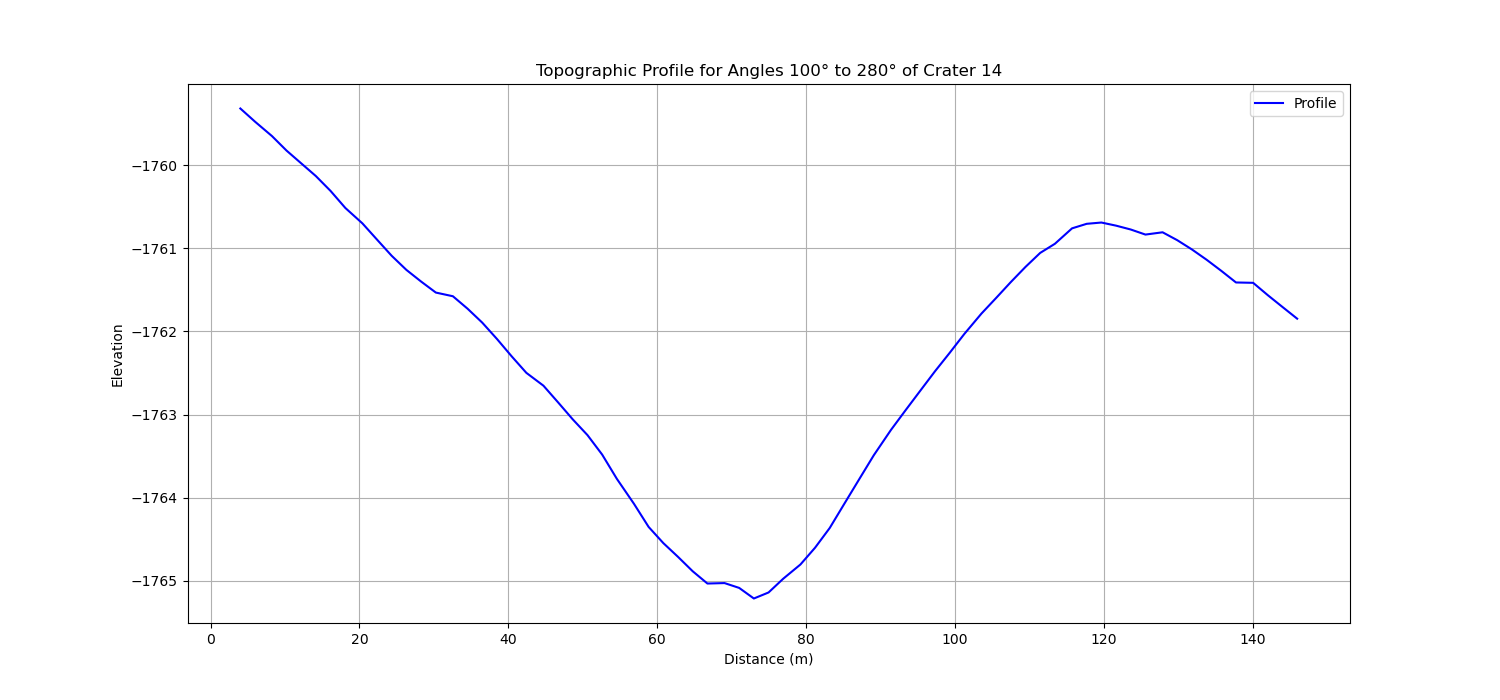 Topographic Profile for Angles 100° to 280° of Crater 14
Profile
−1760
−1761
−1762
−1763
−1764
−1765
Elevation
0 20 40 60 80 100 120 140
Distance (m)